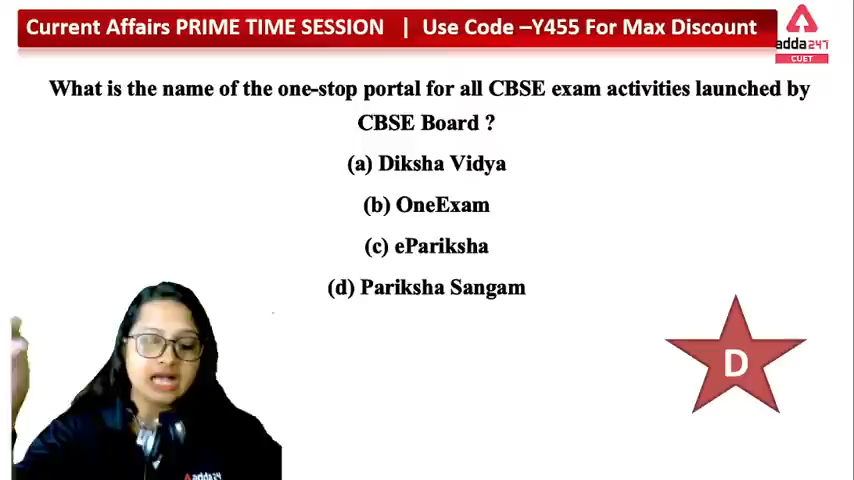 Current Affairs PRIME TIME SESSION | Use Code –Y455 For Max Discount
adda247
CUET
What is the name of the one-stop portal for all CBSE exam activities launched by
CBSE Board ?
(a) Diksha Vidya
(b) OneExam
(c) ePariksha
(d) Pariksha Sangam
D
adda247